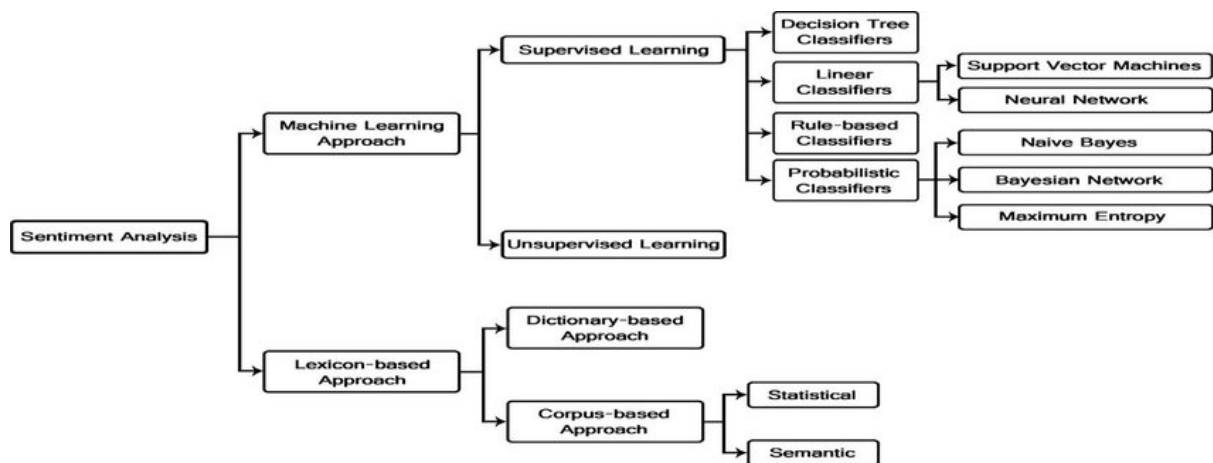 Decision Tree
Classifiers
Supervised Learning
Support Vector Machines
Linear
Classifiers
Neural Network
Machine Learning
Approach
Rule-based
Classifiers
Naive Bayes
Probabilistic
Classifiers
Bayesian Network
Maximum Entropy
Sentiment Analysis
Unsupervised Learning
Dictionary-based
Approach
Lexicon-based
Approach
Statistical
Corpus-based
Approach
Semantic